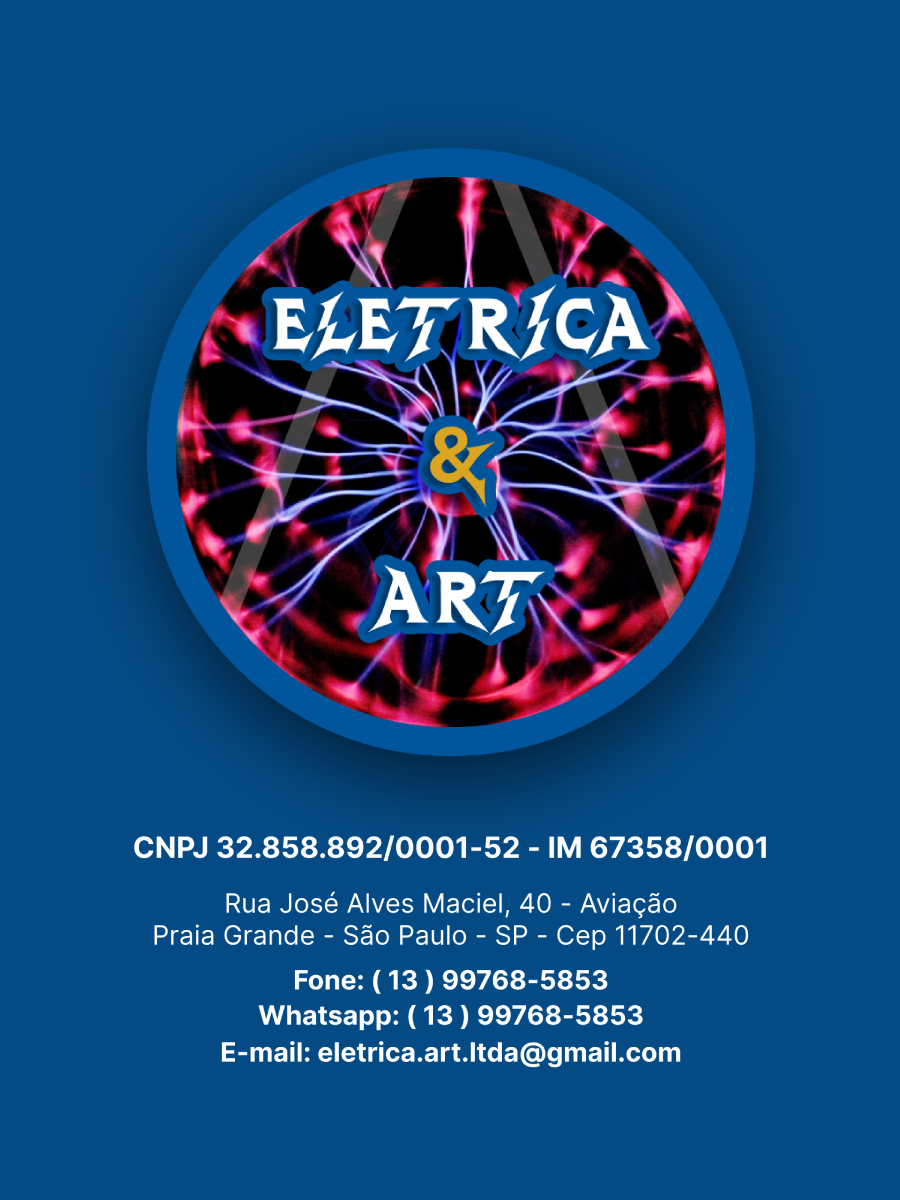 ELETRICA
&
ART
CNPJ 32.858.892/0001-52 - IM 67358/0001
Rua José Alves Maciel, 40 - Aviação
Praia Grande - São Paulo - SP - Cep 11702-440
Fone: ( 13 ) 99768-5853
Whatsapp: ( 13 ) 99768-5853
E-mail: eletrica.art.ltda@gmail.com